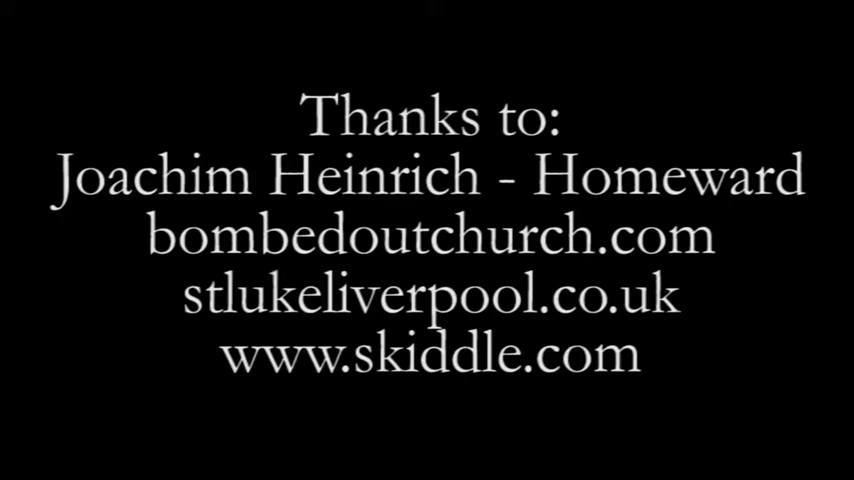 Thanks to:
Joachim Heinrich - Homeward
bombedoutchurch.com
stlukeliverpool.co.uk
www.skiddle.com